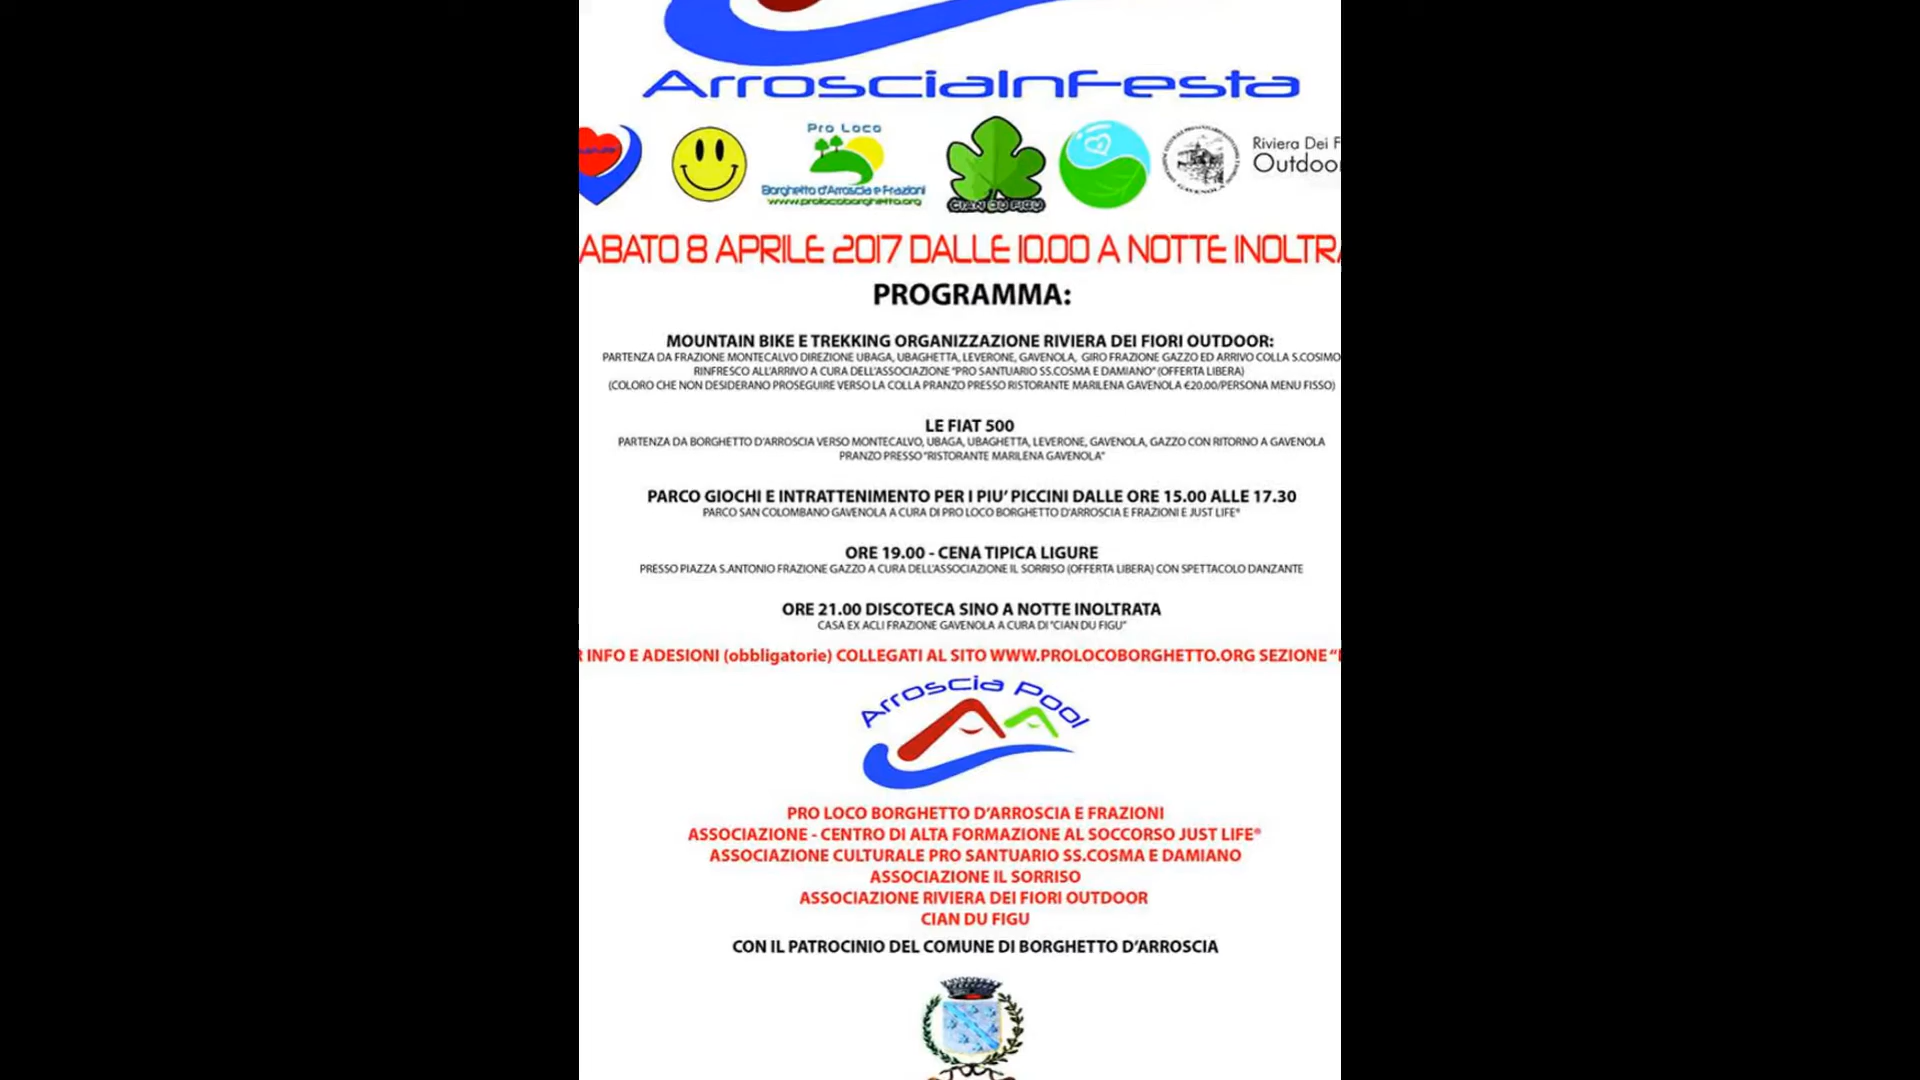 ArrosciaInFesta
Pro Loco
Borghetto d'Arroscia e Frazioni
www.prolocoborghetto.org
CIAN DU FIGU
GAVENOLA
Riviera Dei F
Outdoor
ABATO 8 APRILE 2017 DALLE 10.00 A NOTTE INOLTRA
PROGRAMMA:
MOUNTAIN BIKE E TREKKING ORGANIZZAZIONE RIVIERA DEI FIORI OUTDOOR:
PARTENZA DA FRAZIONE MONTECALVO DIREZIONE UBAGA, UBAGHETTA, LEVERONE, GAVENOLA, GIRO FRAZIONE GAZZO ED ARRIVO COLLA S.COSIMO
RINFRESCO ALL'ARRIVO A CURA DELL'ASSOCIAZIONE "PRO SANTUARIO SS.COSMA E DAMIANO" (OFFERTA LIBERA)
(COLORO CHE NON DESIDERANO PROSEGUIRE VERSO LA COLLA PRANZO PRESSO RISTORANTE MARILENA GAVENOLA €20.00/PERSONA MENU FISSO)
LE FIAT 500
PARTENZA DA BORGHETTO D'ARROSCIA VERSO MONTECALVO, UBAGA, UBAGHETTA, LEVERONE, GAVENOLA, GAZZO CON RITORNO A GAVENOLA
PRANZO PRESSO "RISTORANTE MARILENA GAVENOLA"
PARCO GIOCHI E INTRATTENIMENTO PER I PIU' PICCINI DALLE ORE 15.00 ALLE 17.30
PARCO SAN COLOMBANO GAVENOLA A CURA DI PRO LOCO BORGHETTO D'ARROSCIA E FRAZIONI E JUST LIFE®
ORE 19.00 - CENA TIPICA LIGURE
PRESSO PIAZZA S.ANTONIO FRAZIONE GAZZO A CURA DELL'ASSOCIAZIONE IL SORRISO (OFFERTA LIBERA) CON SPETTACOLO DANZANTE
ORE 21.00 DISCOTECA SINO A NOTTE INOLTRATA
CASA EX ACLI FRAZIONE GAVENOLA A CURA DI "CIAN DU FIGU"
R INFO E ADESIONI (obbligatorie) COLLEGATI AL SITO WWW.PROLOCOBORGHETTO.ORG SEZIONE "
Arroscia Pool
PRO LOCO BORGHETTO D'ARROSCIA E FRAZIONI
ASSOCIAZIONE - CENTRO DI ALTA FORMAZIONE AL SOCCORSO JUST LIFE®
ASSOCIAZIONE CULTURALE PRO SANTUARIO SS.COSMA E DAMIANO
ASSOCIAZIONE IL SORRISO
ASSOCIAZIONE RIVIERA DEI FIORI OUTDOOR
CIAN DU FIGU
CON IL PATROCINIO DEL COMUNE DI BORGHETTO D'ARROSCIA